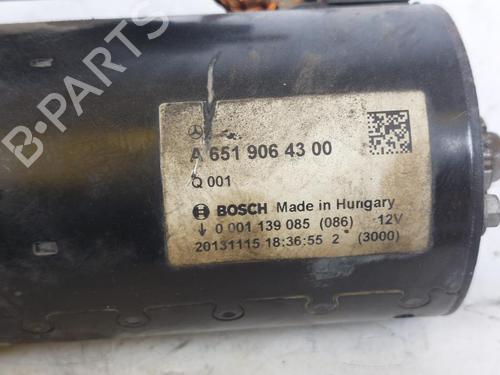 A 651 906 43 00
Q 001
BOSCH Made in Hungary
0 001 139 085 (086) 12V
20131115 18:36:55 2 (3000)
B-PARTS